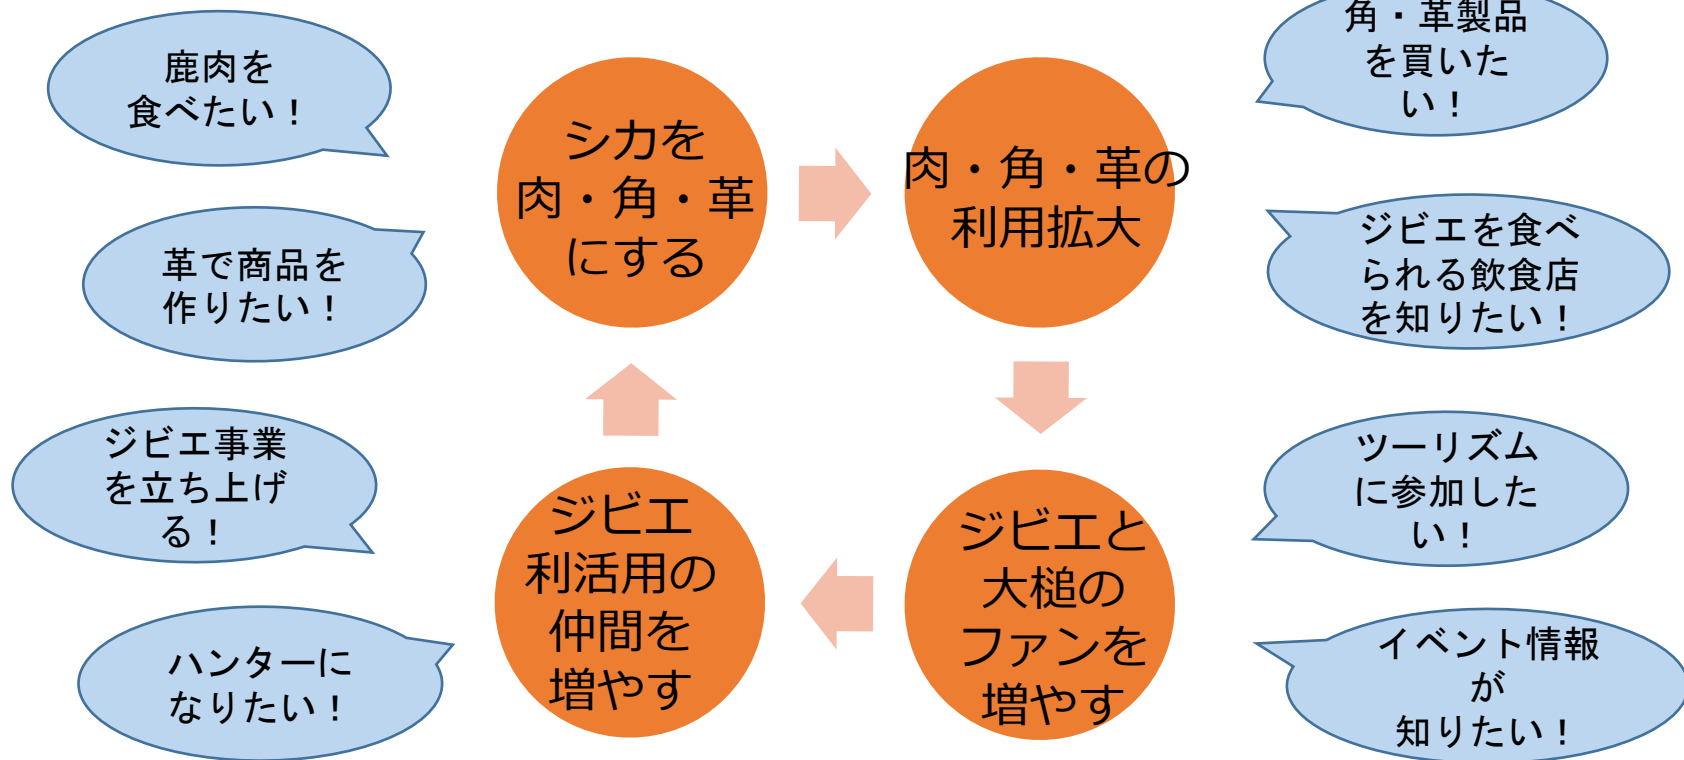 鹿肉を
食べたい！
革で商品を
作りたい！
ジビエ事業
を立ち上げ
る！
ハンターに
なりたい！
シカを
肉・角・革
にする
肉・角・革の
利用拡大
ジビエ
利活用の
仲間を
増やす
ジビエと
大槌の
ファンを
増やす
角・革製品
を買いた
い！
ジビエを食べ
られる飲食店
を知りたい！
ツーリズム
に参加した
い！
イベント情報
が
知りたい！